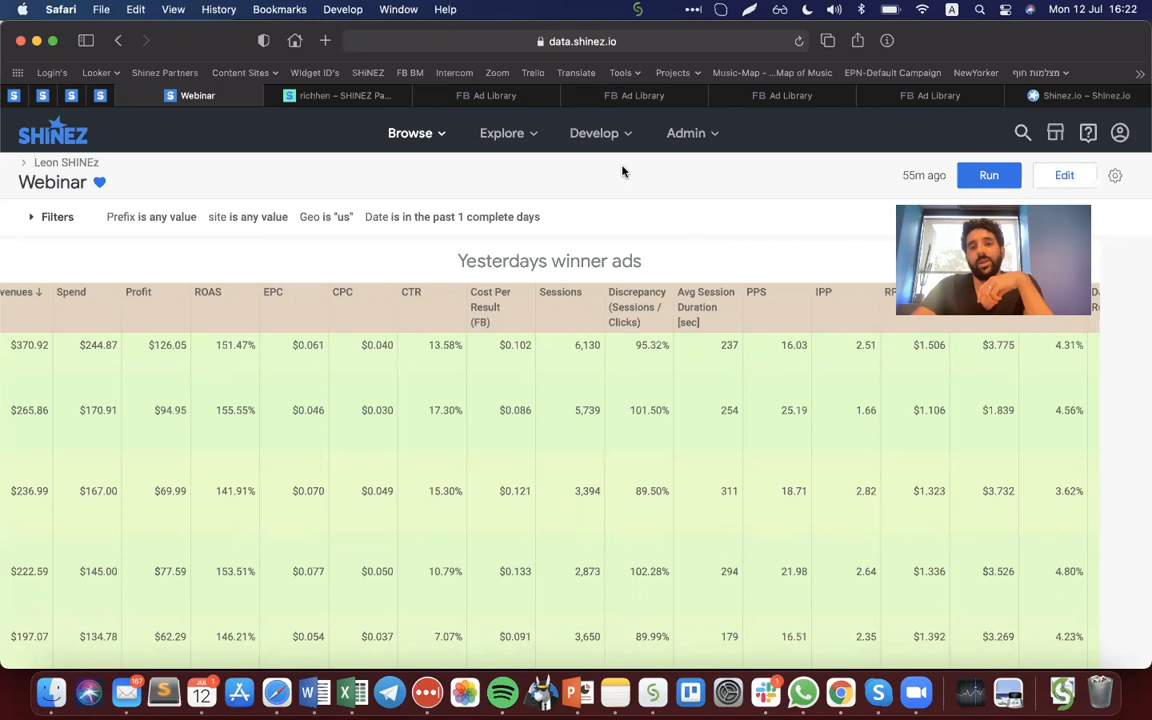 Safari File Edit View History Bookmarks Develop Window Help A Mon 12 Jul 16:22
data.shinez.io
Login's Looker Shinez Partners Content Sites Widget ID's SHiNEZ FB BM Intercom Zoom Trello Translate Tools Projects Music-Map - ...Map of Music EPN-Default Campaign NewYorker מצלמות חוף
S S S S S Webinar S richhen – SHINEZ Pa... FB Ad Library FB Ad Library FB Ad Library FB Ad Library Shinez.io – Shinez.io
SHINEZ Browse Explore Develop Admin
Leon SHINEz
Webinar 55m ago Run Edit
Filters Prefix is any value site is any value Geo is "us" Date is in the past 1 complete days
Yesterdays winner ads
venues Spend Profit ROAS EPC CPC CTR Cost Per Result (FB) Sessions Discrepancy (Sessions / Clicks) Avg Session Duration [sec] PPS IPP
$370.92 $244.87 $126.05 151.47% $0.061 $0.040 13.58% $0.102 6,130 95.32% 237 16.03 2.51 $1.506 $3.775 4.31%
$265.86 $170.91 $94.95 155.55% $0.046 $0.030 17.30% $0.086 5,739 101.50% 254 25.19 1.66 $1.106 $1.839 4.56%
$236.99 $167.00 $69.99 141.91% $0.070 $0.049 15.30% $0.121 3,394 89.50% 311 18.71 2.82 $1.323 $3.732 3.62%
$222.59 $145.00 $77.59 153.51% $0.077 $0.050 10.79% $0.133 2,873 102.28% 294 21.98 2.64 $1.336 $3.526 4.80%
$197.07 $134.78 $62.29 146.21% $0.054 $0.037 7.07% $0.091 3,650 89.99% 179 16.51 2.35 $1.392 $3.269 4.23%
167 JUL 12 1 1